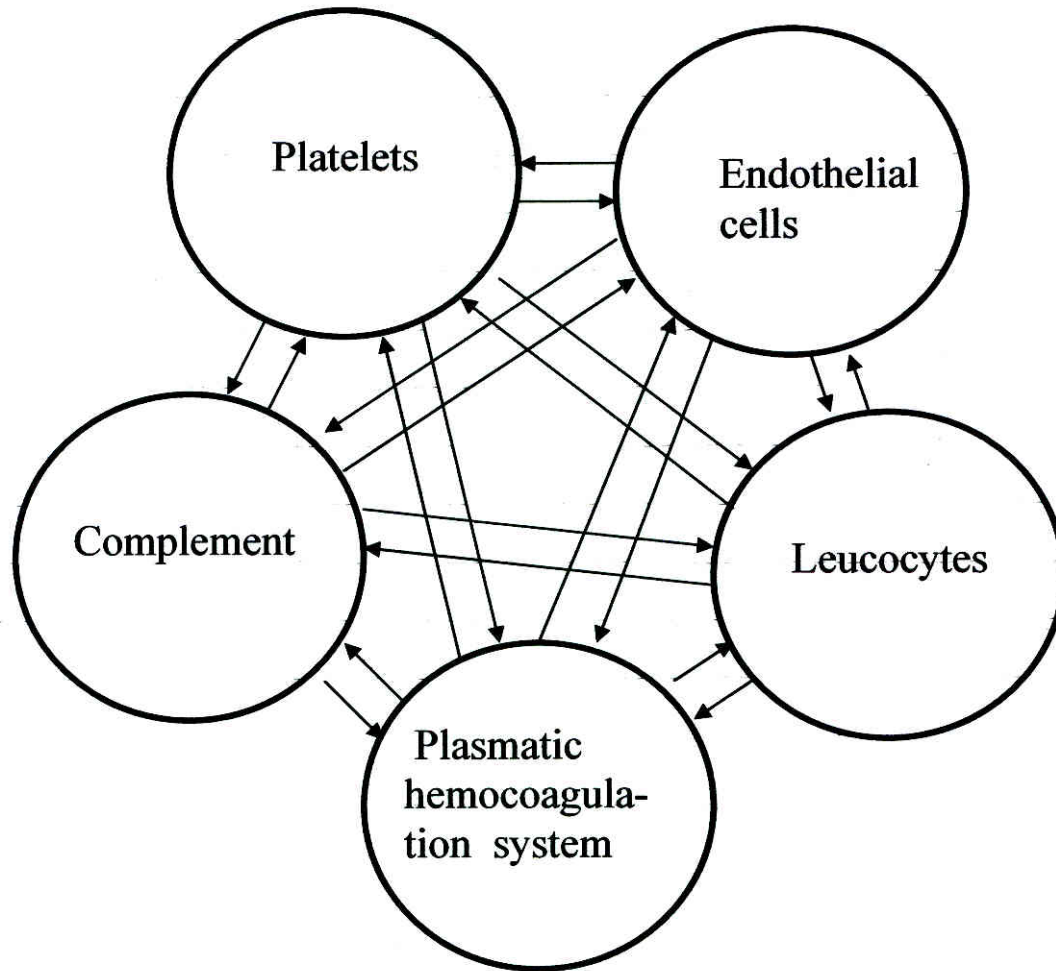 Platelets
Endothelial
cells
Complement
Leucocytes
Plasmatic
hemocoagula-
tion system